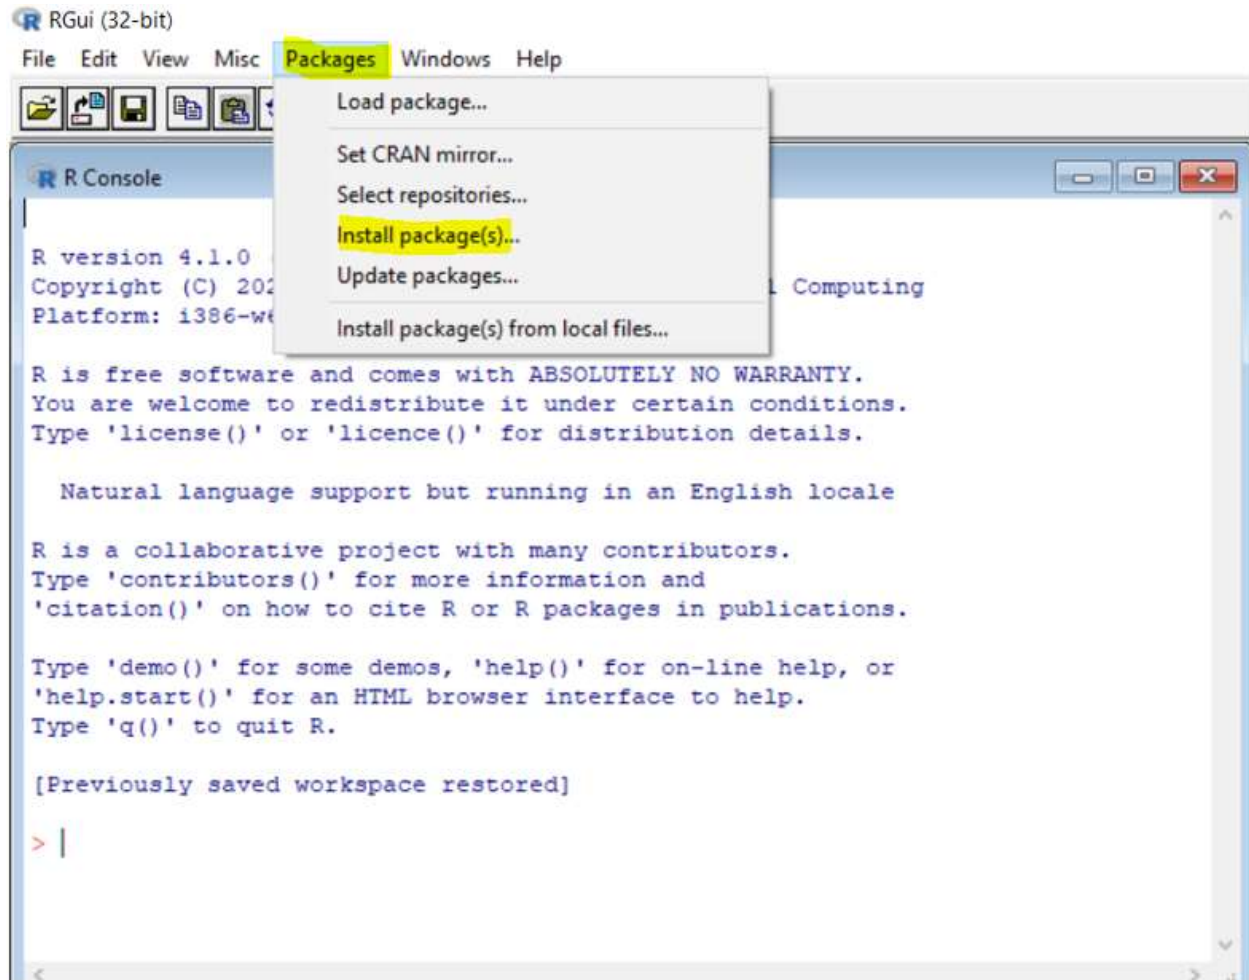 RGui (32-bit)
File Edit View Misc Packages Windows Help
Load package...
Set CRAN mirror...
Select repositories...
Install package(s)...
Update packages...
Install package(s) from local files...
R Console
R version 4.1.0
Copyright (C) Computing
Platform:
R is free software and comes with ABSOLUTELY NO WARRANTY.
You are welcome to redistribute it under certain conditions.
Type 'license()' or 'licence()' for distribution details.
Natural language support but running in an English locale
R is a collaborative project with many contributors.
Type 'contributors()' for more information and
'citation()' on how to cite R or R packages in publications.
Type 'demo()' for some demos, 'help()' for on-line help, or
'help.start()' for an HTML browser interface to help.
Type 'q()' to quit R.
[Previously saved workspace restored]
>